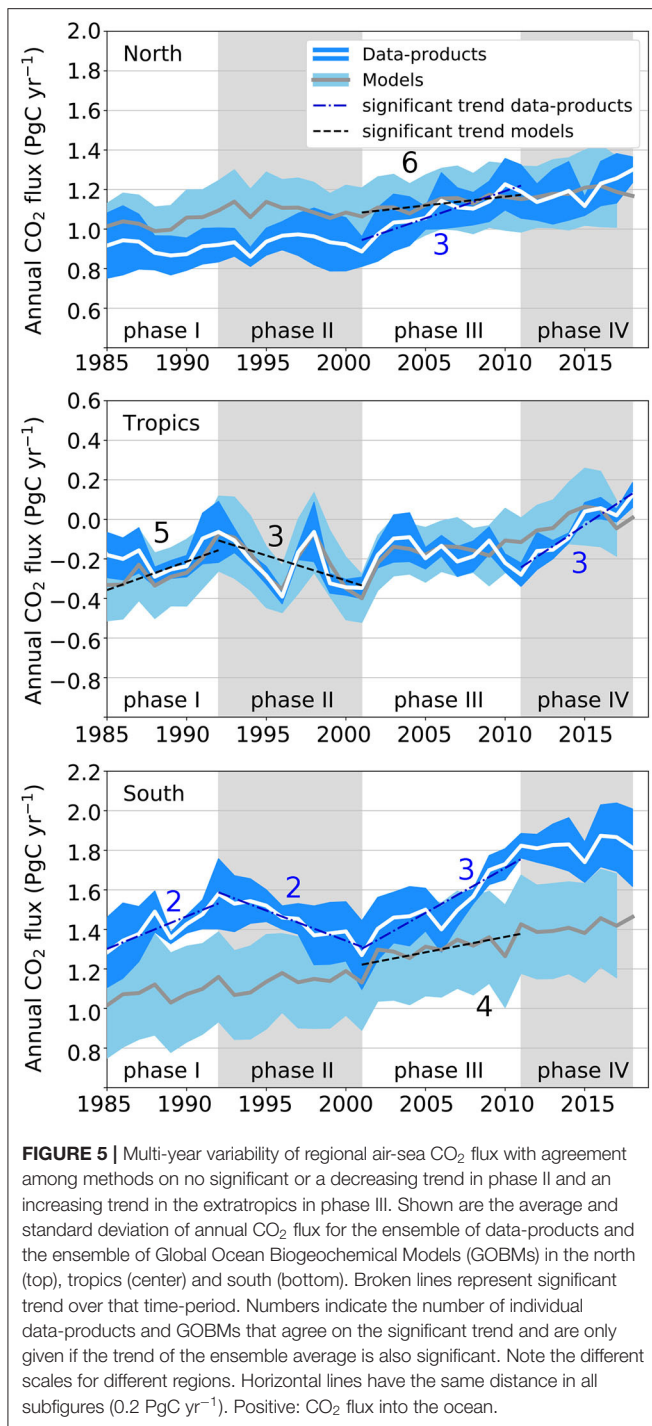 2.0
North
Data-products
Models
significant trend data-products
significant trend models
1.8
1.6
1.4
1.2
1.0
0.8
0.6
Annual CO₂ flux (PgC yr⁻¹)
6
3
phase I phase II phase III phase IV
1985 1990 1995 2000 2005 2010 2015
0.6
Tropics
0.4
0.2
0.0
−0.2
−0.4
−0.6
−0.8
Annual CO₂ flux (PgC yr⁻¹)
5 3
3
phase I phase II phase III phase IV
1985 1990 1995 2000 2005 2010 2015
2.2
South
2.0
1.8
1.6
1.4
1.2
1.0
0.8
Annual CO₂ flux (PgC yr⁻¹)
2 2 3
4
phase I phase II phase III phase IV
1985 1990 1995 2000 2005 2010 2015
FIGURE 5 | Multi-year variability of regional air-sea CO₂ flux with agreement
among methods on no significant or a decreasing trend in phase II and an
increasing trend in the extratropics in phase III. Shown are the average and
standard deviation of annual CO₂ flux for the ensemble of data-products and
the ensemble of Global Ocean Biogeochemical Models (GOBMs) in the north
(top), tropics (center) and south (bottom). Broken lines represent significant
trend over that time-period. Numbers indicate the number of individual
data-products and GOBMs that agree on the significant trend and are only
given if the trend of the ensemble average is also significant. Note the different
scales for different regions. Horizontal lines have the same distance in all
subfigures (0.2 PgC yr⁻¹). Positive: CO₂ flux into the ocean.